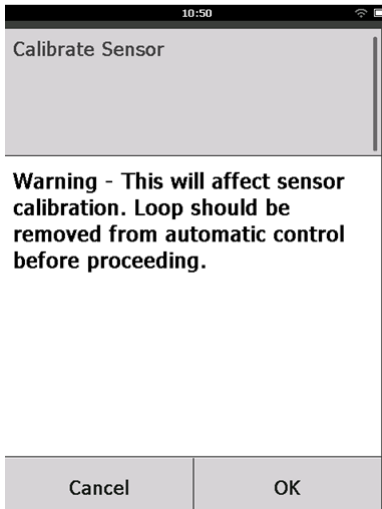 10:50
Calibrate Sensor
Warning - This will affect sensor
calibration. Loop should be
removed from automatic control
before proceeding.
Cancel
OK